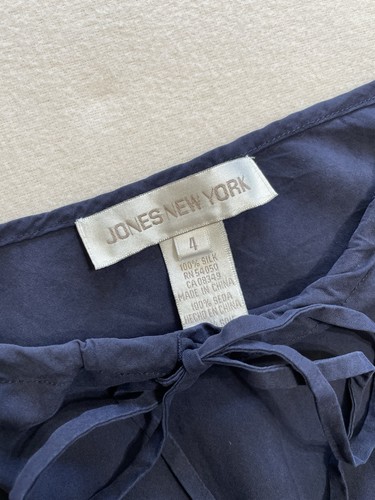 JONES NEW YORK
4
100% SILK
RN 54050
CA 08349
MADE IN CHINA
100% SEDA
HECHO EN CHINA